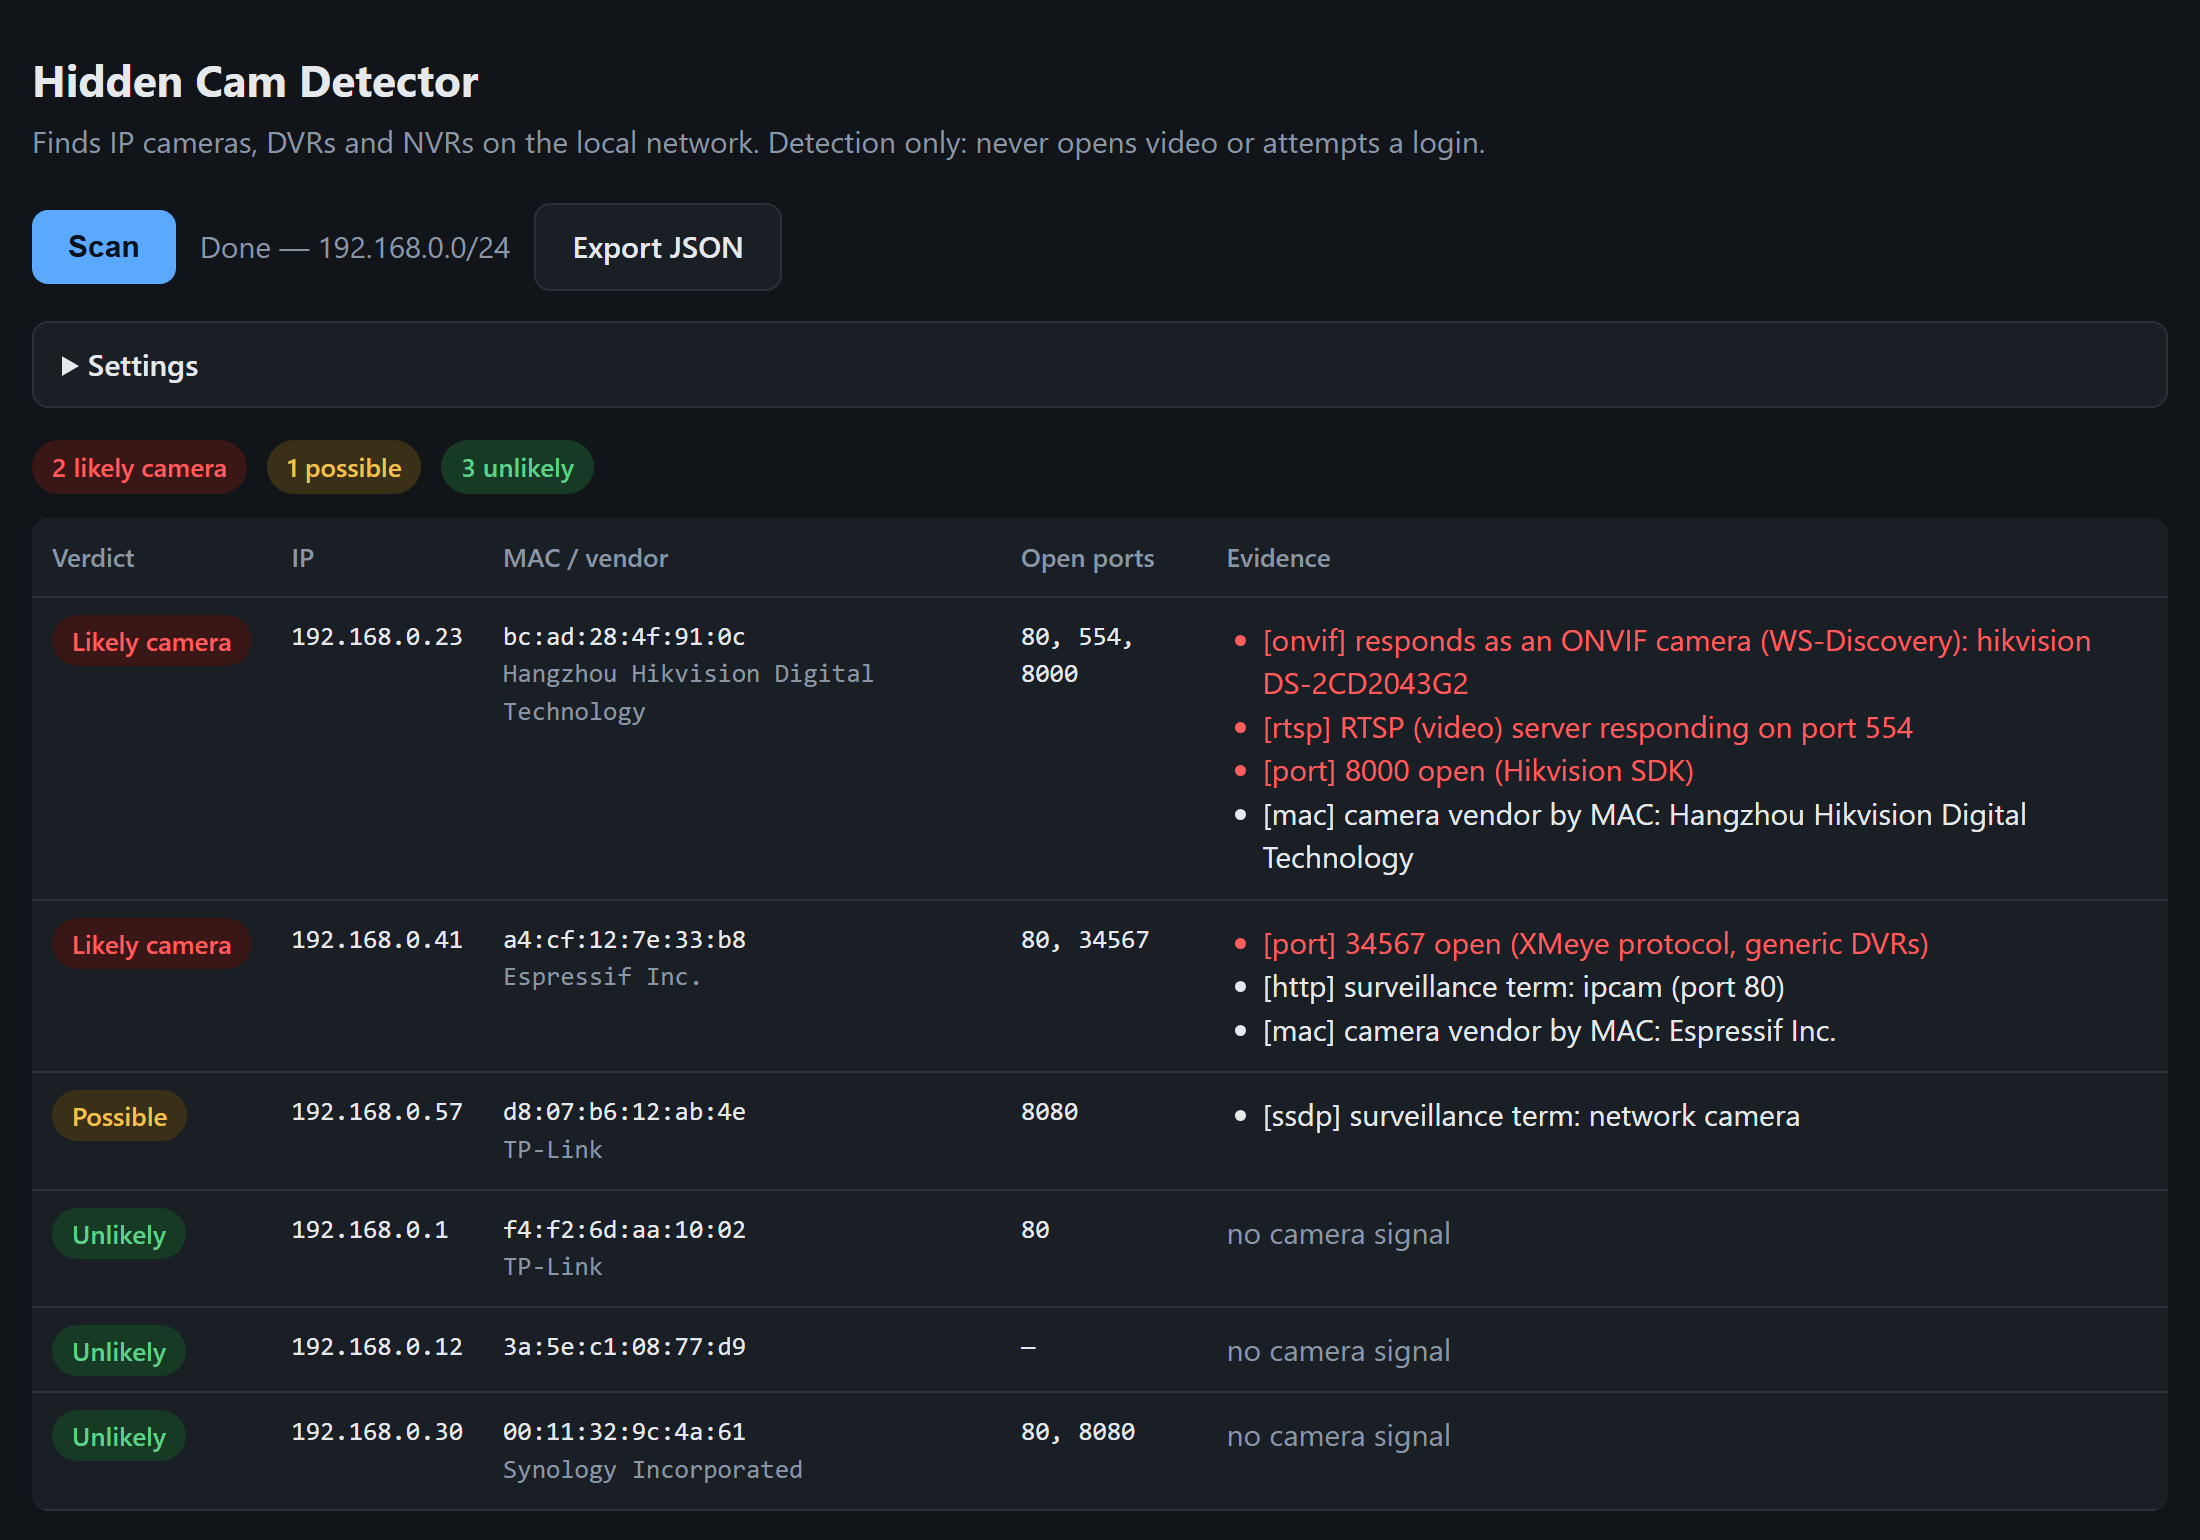 Hidden Cam Detector
Finds IP cameras, DVRs and NVRs on the local network. Detection only: never opens video or attempts a login.
Scan Done — 192.168.0.0/24 Export JSON
▶ Settings
2 likely camera 1 possible 3 unlikely
Verdict IP MAC / vendor Open ports Evidence
Likely camera 192.168.0.23 bc:ad:28:4f:91:0c 80, 554, • [onvif] responds as an ONVIF camera (WS-Discovery): hikvision
Hangzhou Hikvision Digital 8000 DS-2CD2043G2
Technology • [rtsp] RTSP (video) server responding on port 554
• [port] 8000 open (Hikvision SDK)
• [mac] camera vendor by MAC: Hangzhou Hikvision Digital
Technology
Likely camera 192.168.0.41 a4:cf:12:7e:33:b8 80, 34567 • [port] 34567 open (XMeye protocol, generic DVRs)
Espressif Inc. • [http] surveillance term: ipcam (port 80)
• [mac] camera vendor by MAC: Espressif Inc.
Possible 192.168.0.57 d8:07:b6:12:ab:4e 8080 • [ssdp] surveillance term: network camera
TP-Link
Unlikely 192.168.0.1 f4:f2:6d:aa:10:02 80 no camera signal
TP-Link
Unlikely 192.168.0.12 3a:5e:c1:08:77:d9 — no camera signal
Unlikely 192.168.0.30 00:11:32:9c:4a:61 80, 8080 no camera signal
Synology Incorporated